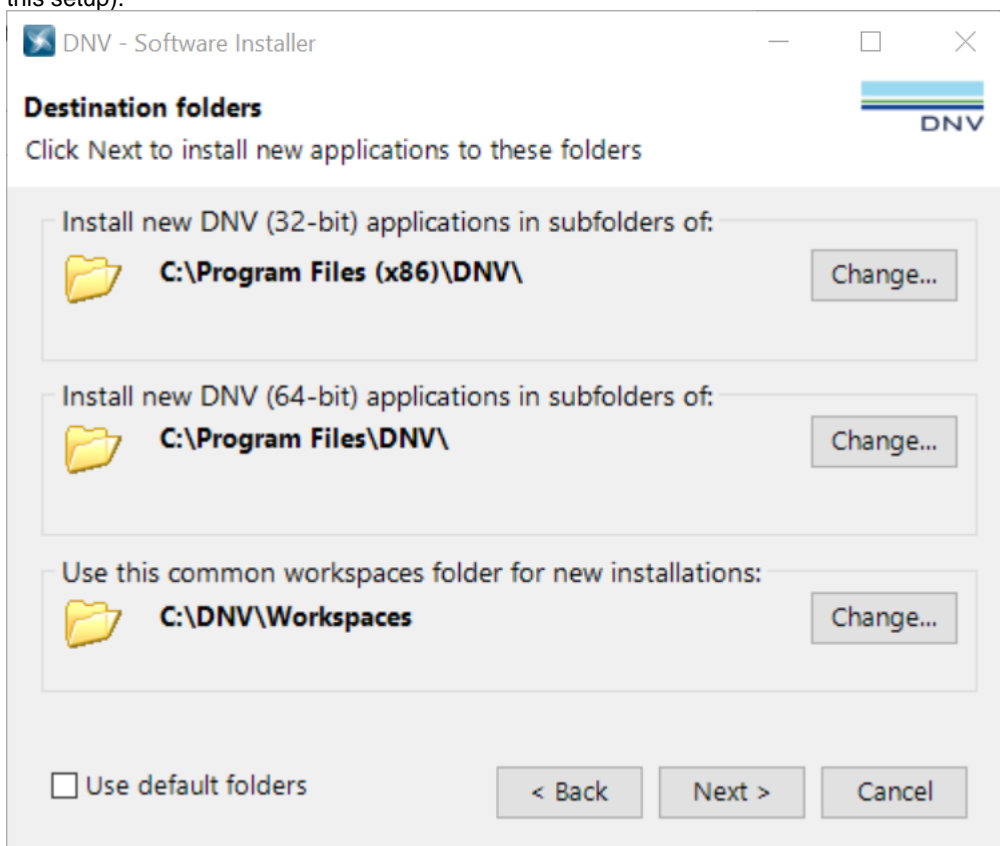 this setup).
DNV - Software Installer
Destination folders
DNV
Click Next to install new applications to these folders
Install new DNV (32-bit) applications in subfolders of:
C:\Program Files (x86)\DNV\
Change...
Install new DNV (64-bit) applications in subfolders of:
C:\Program Files\DNV\
Change...
Use this common workspaces folder for new installations:
C:\DNV\Workspaces
Change...
Use default folders
< Back
Next >
Cancel